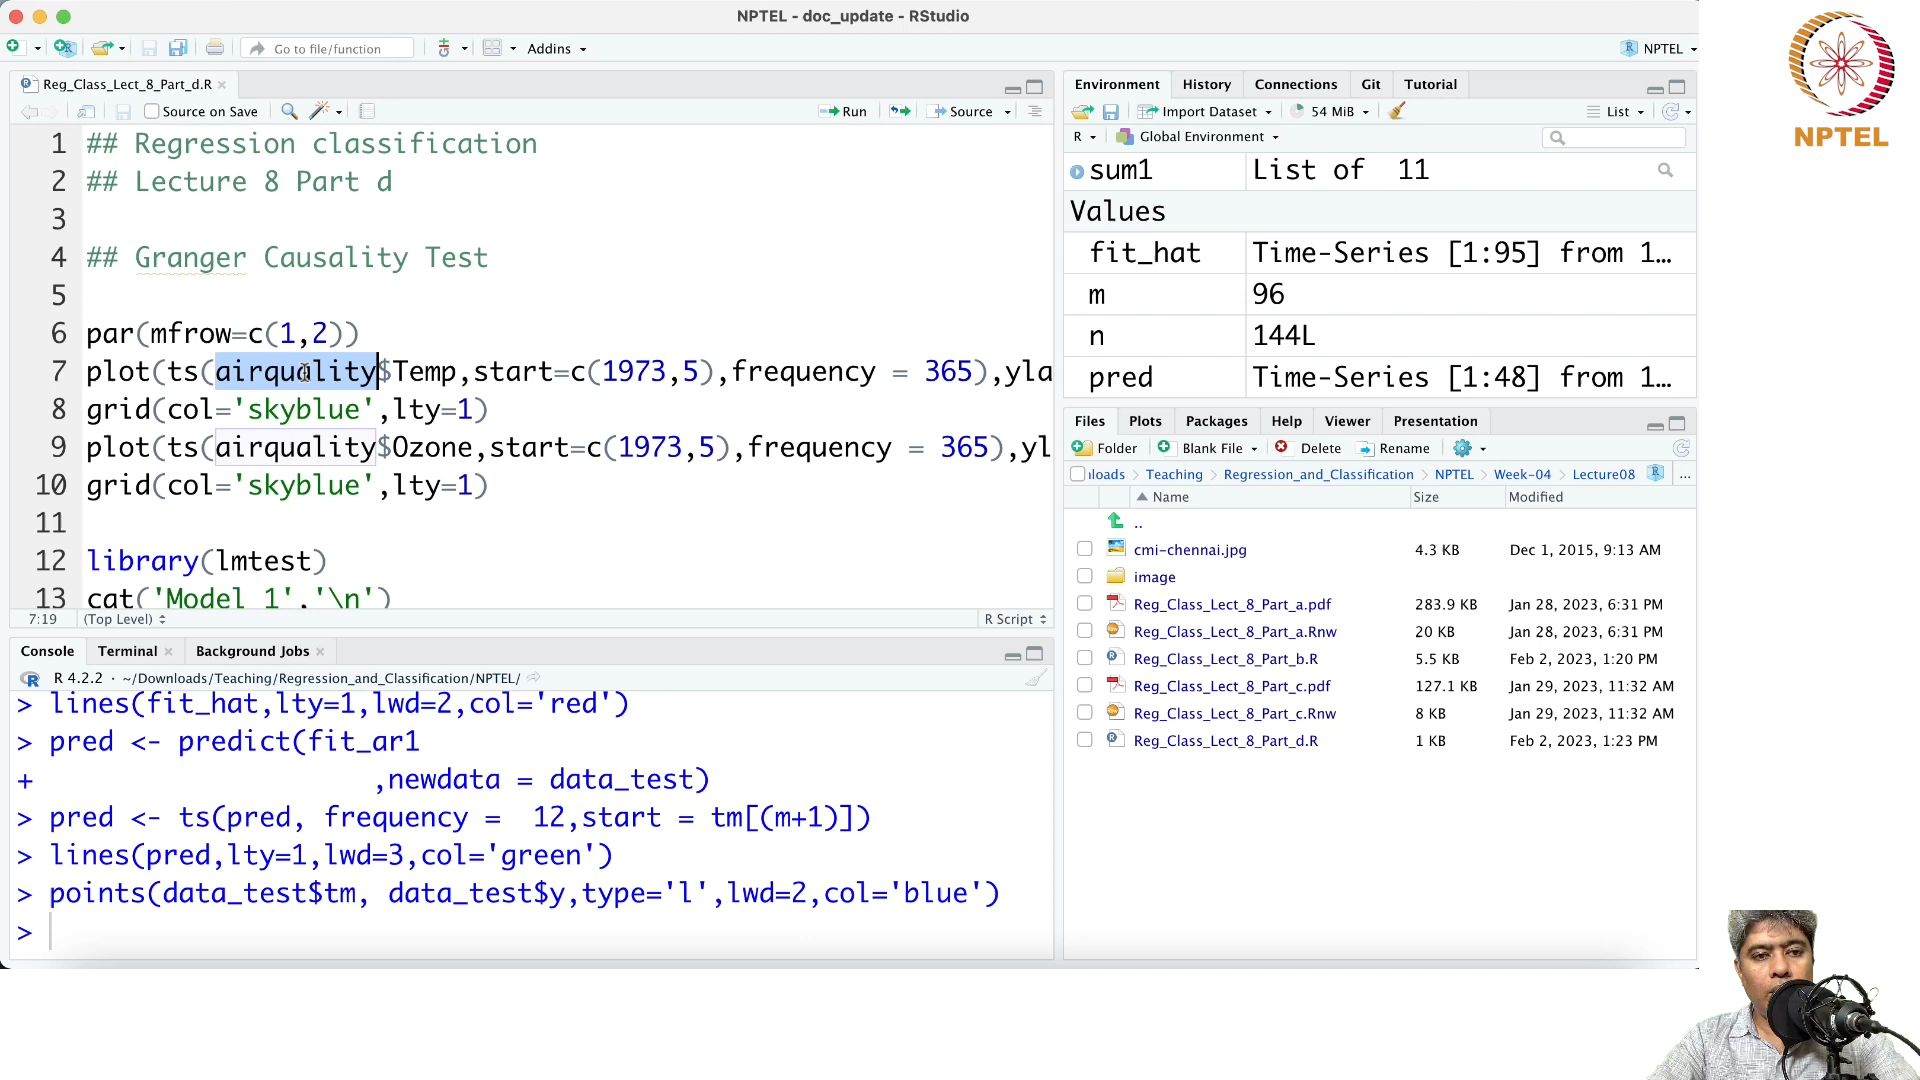 NPTEL - doc_update - RStudio
Go to file/function
Addins
NPTEL
Reg_Class_Lect_8_Part_d.R
Source on Save
Run
Source
1 ## Regression classification
2 ## Lecture 8 Part d
3
4 ## Granger Causality Test
5
6 par(mfrow=c(1,2))
7 plot(ts(airquality$Temp,start=c(1973,5),frequency = 365),yla
8 grid(col='skyblue',lty=1)
9 plot(ts(airquality$Ozone,start=c(1973,5),frequency = 365),yl
10 grid(col='skyblue',lty=1)
11
12 library(lmtest)
13 cat('Model 1','\n')
7:19 (Top Level) R Script
Console Terminal Background Jobs
R 4.2.2 · ~/Downloads/Teaching/Regression_and_Classification/NPTEL/
> lines(fit_hat,lty=1,lwd=2,col='red')
> pred <- predict(fit_ar1
+ ,newdata = data_test)
> pred <- ts(pred, frequency = 12,start = tm[(m+1)])
> lines(pred,lty=1,lwd=3,col='green')
> points(data_test$tm, data_test$y,type='l',lwd=2,col='blue')
>
Environment History Connections Git Tutorial
Import Dataset 54 MiB List
R Global Environment
sum1 List of 11
Values
fit_hat Time-Series [1:95] from 1…
m 96
n 144L
pred Time-Series [1:48] from 1…
Files Plots Packages Help Viewer Presentation
Folder Blank File Delete Rename
loads Teaching Regression_and_Classification NPTEL Week-04 Lecture08 ...
Name Size Modified
..
cmi-chennai.jpg 4.3 KB Dec 1, 2015, 9:13 AM
image
Reg_Class_Lect_8_Part_a.pdf 283.9 KB Jan 28, 2023, 6:31 PM
Reg_Class_Lect_8_Part_a.Rnw 20 KB Jan 28, 2023, 6:31 PM
Reg_Class_Lect_8_Part_b.R 5.5 KB Feb 2, 2023, 1:20 PM
Reg_Class_Lect_8_Part_c.pdf 127.1 KB Jan 29, 2023, 11:32 AM
Reg_Class_Lect_8_Part_c.Rnw 8 KB Jan 29, 2023, 11:32 AM
Reg_Class_Lect_8_Part_d.R 1 KB Feb 2, 2023, 1:23 PM
NPTEL